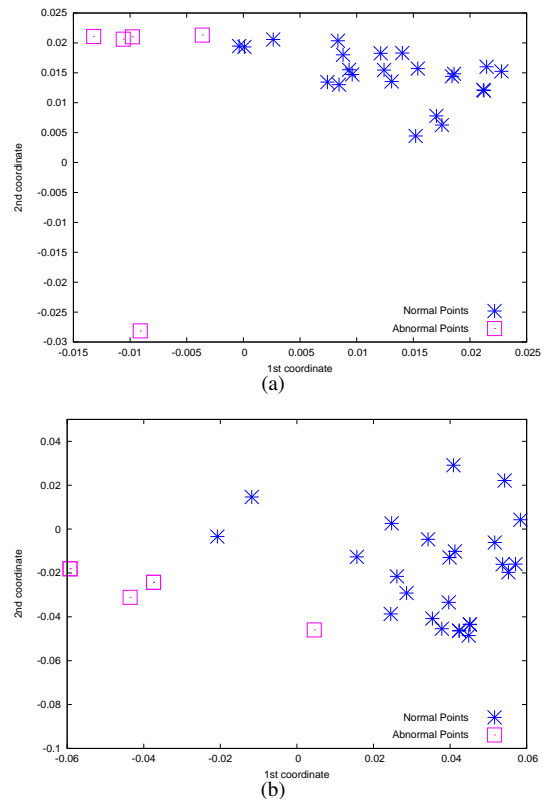 0.025
0.02
0.015
0.01
0.005
0
-0.005
-0.01
-0.015
-0.02
-0.025
-0.03
2nd coordinate
Normal Points
Abnormal Points
-0.015 -0.01 -0.005 0 0.005 0.01 0.015 0.02 0.025
1st coordinate
(a)
0.04
0.02
0
-0.02
-0.04
-0.06
-0.08
-0.1
2nd coordinate
Normal Points
Abnormal Points
-0.06 -0.04 -0.02 0 0.02 0.04 0.06
1st coordinate
(b)